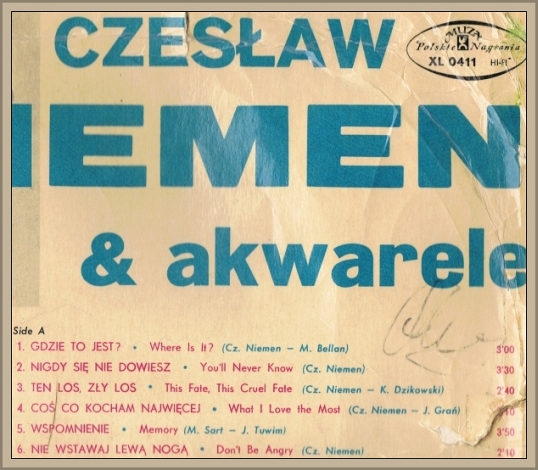 CZESŁAW
MUZA
Polskie Nagrania
XL 0411 HI-FI
IEMEN
& akwarele
Side A
1. GDZIE TO JEST? • Where Is It? (Cz. Niemen — M. Bellan) 3'00
2. NIGDY SIĘ NIE DOWIESZ • You'll Never Know (Cz. Niemen) 3'30
3. TEN LOS, ZŁY LOS • This Fate, This Cruel Fate (Cz. Niemen — K. Dzikowski) 2'40
4. COŚ CO KOCHAM NAJWIĘCEJ • What I Love the Most (Cz. Niemen — J. Grań) 10
5. WSPOMNIENIE • Memory (M. Sart — J. Tuwim) 3'50
6. NIE WSTAWAJ LEWĄ NOGĄ • Don't Be Angry (Cz. Niemen) 2'10